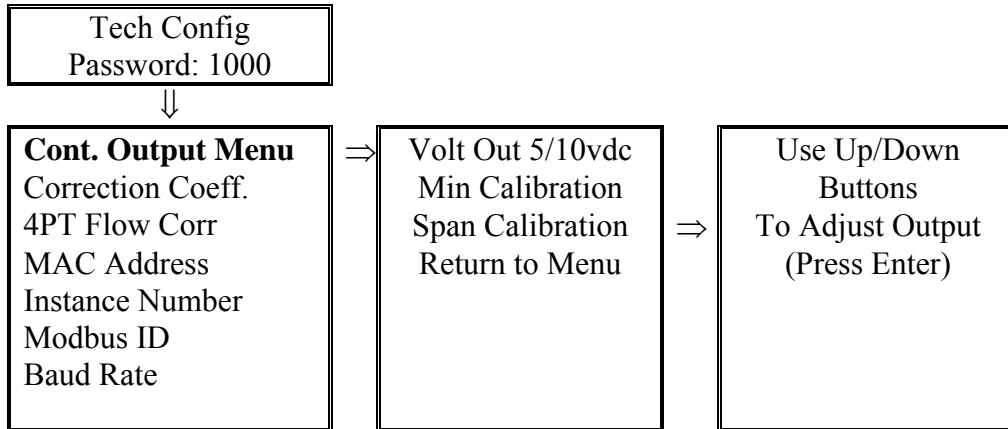 Tech Config
Password: 1000
⇓
Cont. Output Menu
Correction Coeff.
4PT Flow Corr
MAC Address
Instance Number
Modbus ID
Baud Rate
⇒
Volt Out 5/10vdc
Min Calibration
Span Calibration
Return to Menu
⇒
Use Up/Down
Buttons
To Adjust Output
(Press Enter)